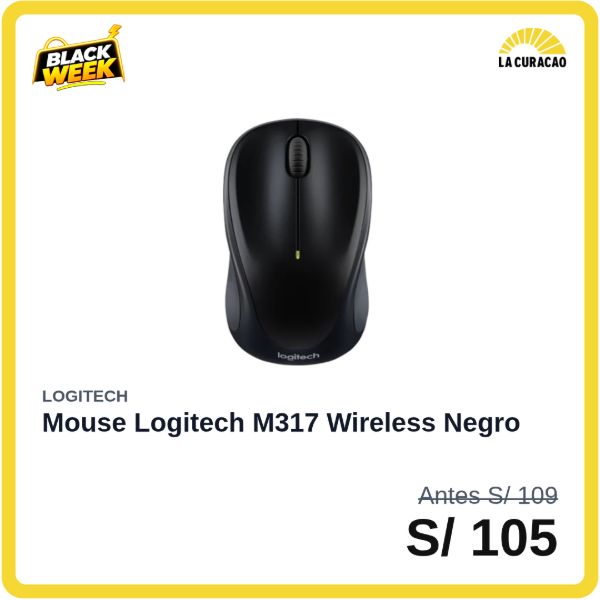 BLACK
WEEK
LA CURACAO
logitech
LOGITECH
Mouse Logitech M317 Wireless Negro
Antes S/ 109
S/ 105